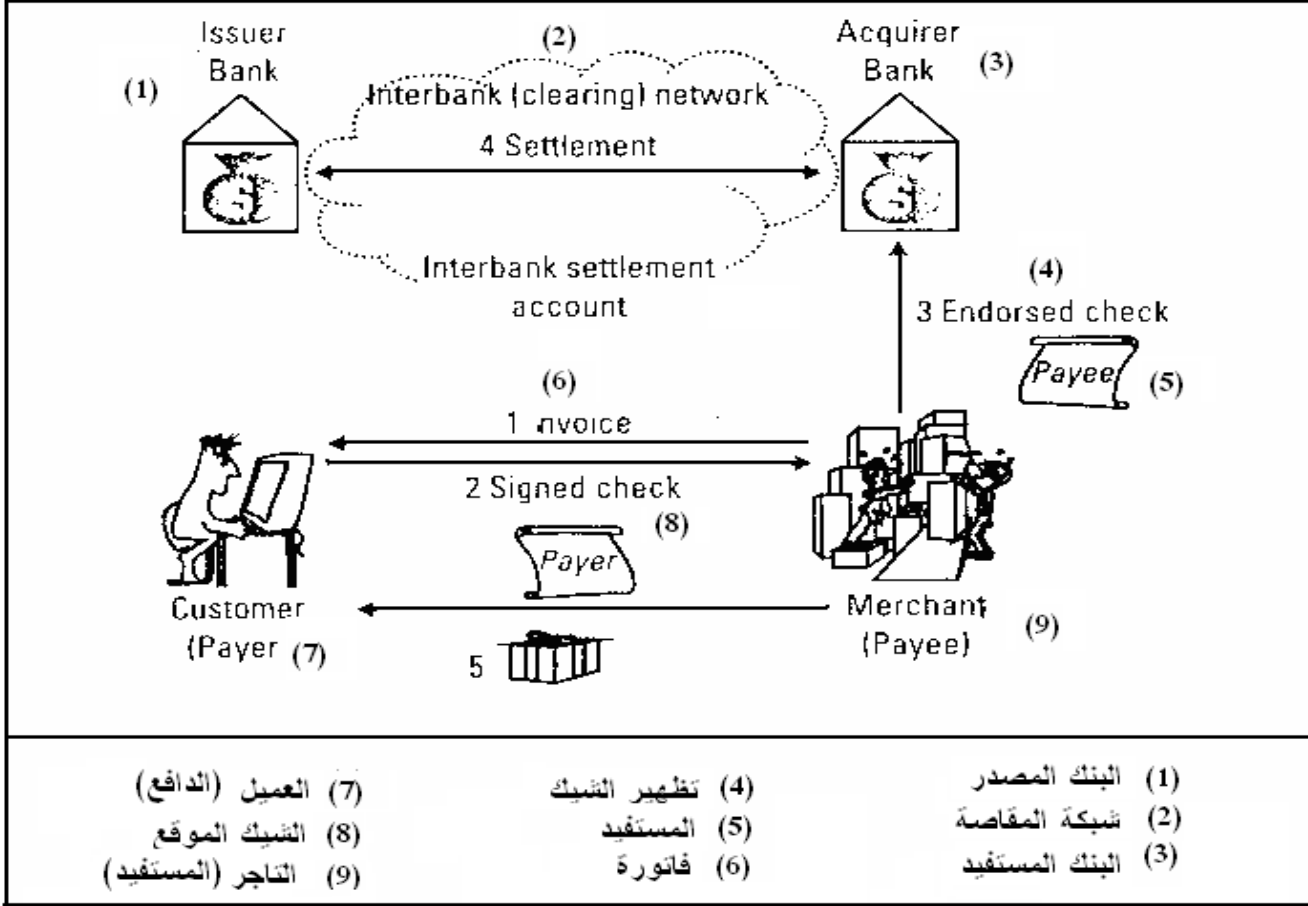 Issuer
Bank
(1)
(2)
Acquirer
Bank
(3)
Interbank (clearing) network
4 Settlement
Interbank settlement
account
(4)
3 Endorsed check
Payee
(5)
(6)
1 nvoice
2 Signed check
(8)
Payer
Customer
(Payer (7)
5
Merchant
(Payee)
(9)
(1) البنك المصدر
(2) شبكة المقاصة
(3) البنك المستفيد
(4) تظهير الشيك
(5) المستفيد
(6) فاتورة
(7) العميل (الدافع)
(8) الشيك الموقع
(9) التاجر (المستفيد)